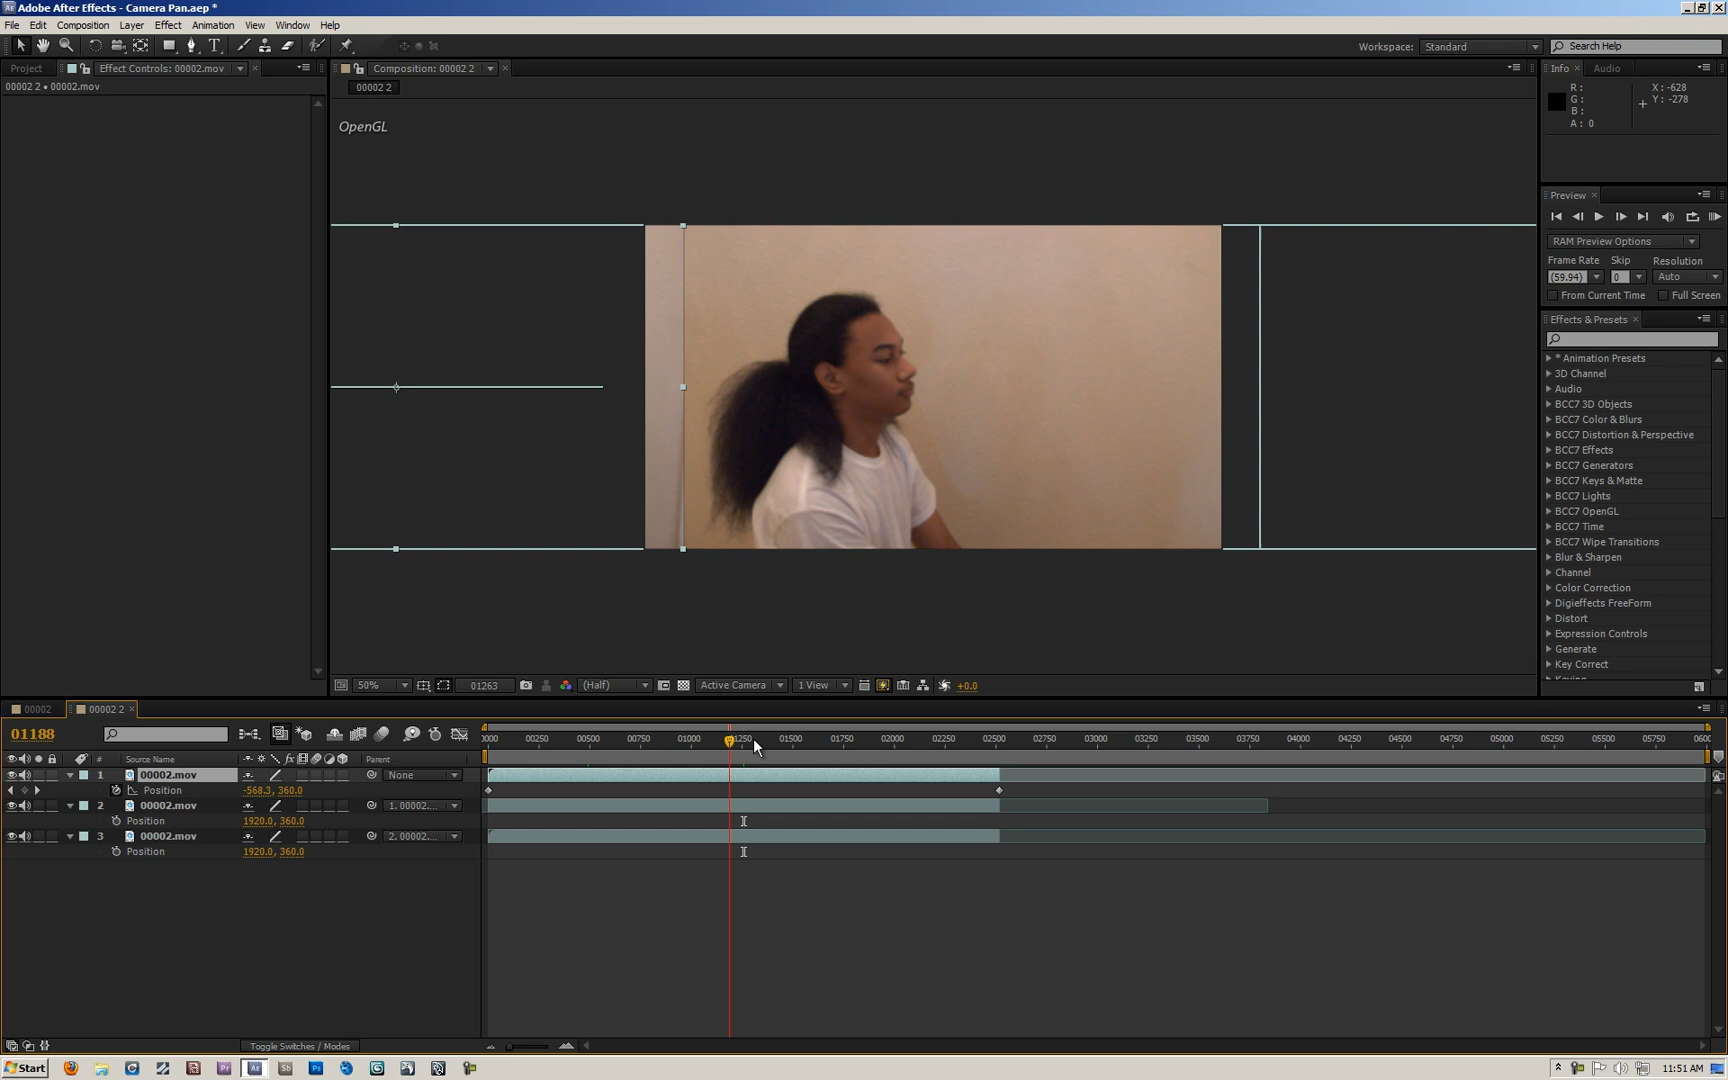 Adobe After Effects - Camera Pan.aep *
File Edit Composition Layer Effect Animation View Window Help
Workspace: Standard Search Help
Project Effect Controls: 00002.mov
00002 2 • 00002.mov
Composition: 00002 2
00002 2
OpenGL
Info Audio
R : X : -628
G : Y : -278
B :
A : 0
Preview
RAM Preview Options
Frame Rate Skip Resolution
(59.94) 0 Auto
From Current Time Full Screen
Effects & Presets
* Animation Presets
3D Channel
Audio
BCC7 3D Objects
BCC7 Color & Blurs
BCC7 Distortion & Perspective
BCC7 Effects
BCC7 Generators
BCC7 Keys & Matte
BCC7 Lights
BCC7 OpenGL
BCC7 Time
BCC7 Wipe Transitions
Blur & Sharpen
Channel
Color Correction
Digieffects FreeForm
Distort
Expression Controls
Generate
Key Correct
Keying
50% 01263 (Half) Active Camera 1 View +0.0
00002 00002 2
01188
0000 00250 00500 00750 01000 01250 01500 01750 02000 02250 02500 02750 03000 03250 03500 03750 04000 04250 04500 04750 05000 05250 05500 05750 0600
# Source Name fx Parent
1 00002.mov None
Position -568.3, 360.0
2 00002.mov 1. 00002....
Position 1920.0, 360.0
3 00002.mov 2. 00002....
Position 1920.0, 360.0
Toggle Switches / Modes
Start Pr Ae Sb Ps 11:51 AM